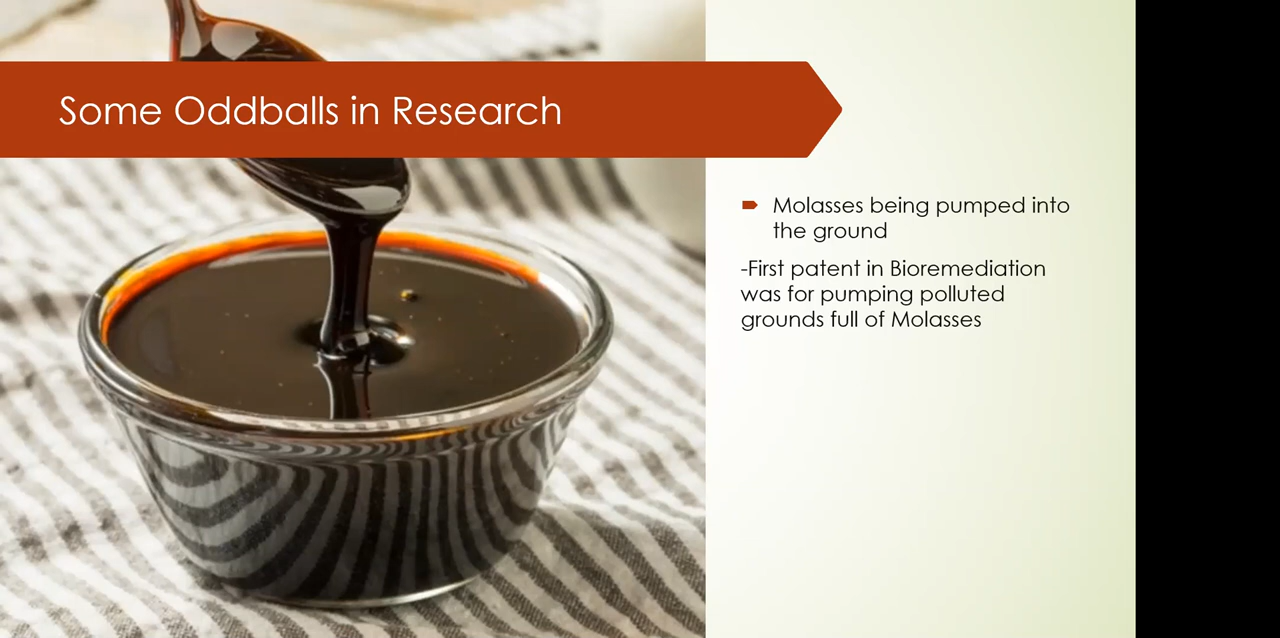 Some Oddballs in Research
Molasses being pumped into
the ground
-First patent in Bioremediation
was for pumping polluted
grounds full of Molasses